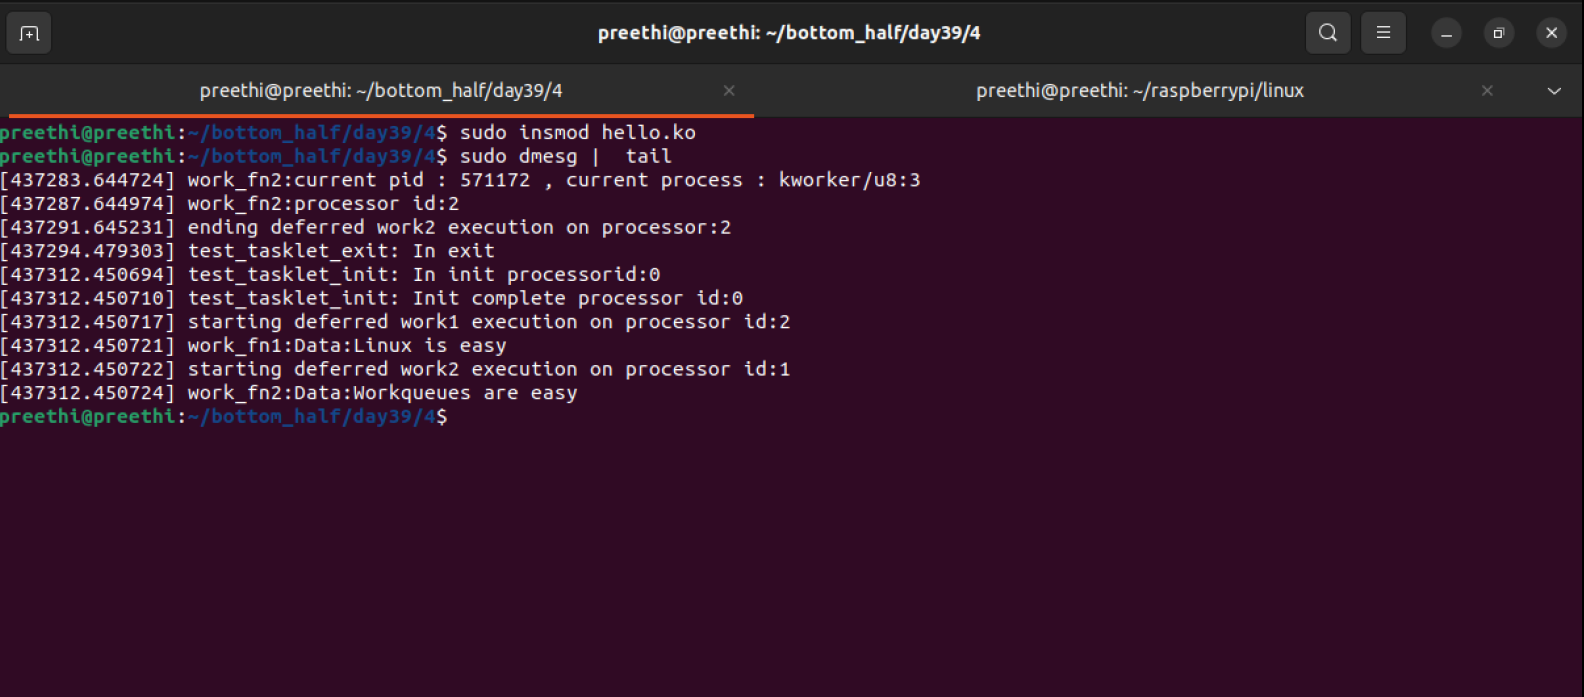 preethi@preethi: ~/bottom_half/day39/4
preethi@preethi: ~/bottom_half/day39/4
preethi@preethi: ~/raspberrypi/linux
preethi@preethi:~/bottom_half/day39/4$ sudo insmod hello.ko
preethi@preethi:~/bottom_half/day39/4$ sudo dmesg |  tail
[437283.644724] work_fn2:current pid : 571172 , current process : kworker/u8:3
[437287.644974] work_fn2:processor id:2
[437291.645231] ending deferred work2 execution on processor:2
[437294.479303] test_tasklet_exit: In exit
[437312.450694] test_tasklet_init: In init processorid:0
[437312.450710] test_tasklet_init: Init complete processor id:0
[437312.450717] starting deferred work1 execution on processor id:2
[437312.450721] work_fn1:Data:Linux is easy
[437312.450722] starting deferred work2 execution on processor id:1
[437312.450724] work_fn2:Data:Workqueues are easy
preethi@preethi:~/bottom_half/day39/4$